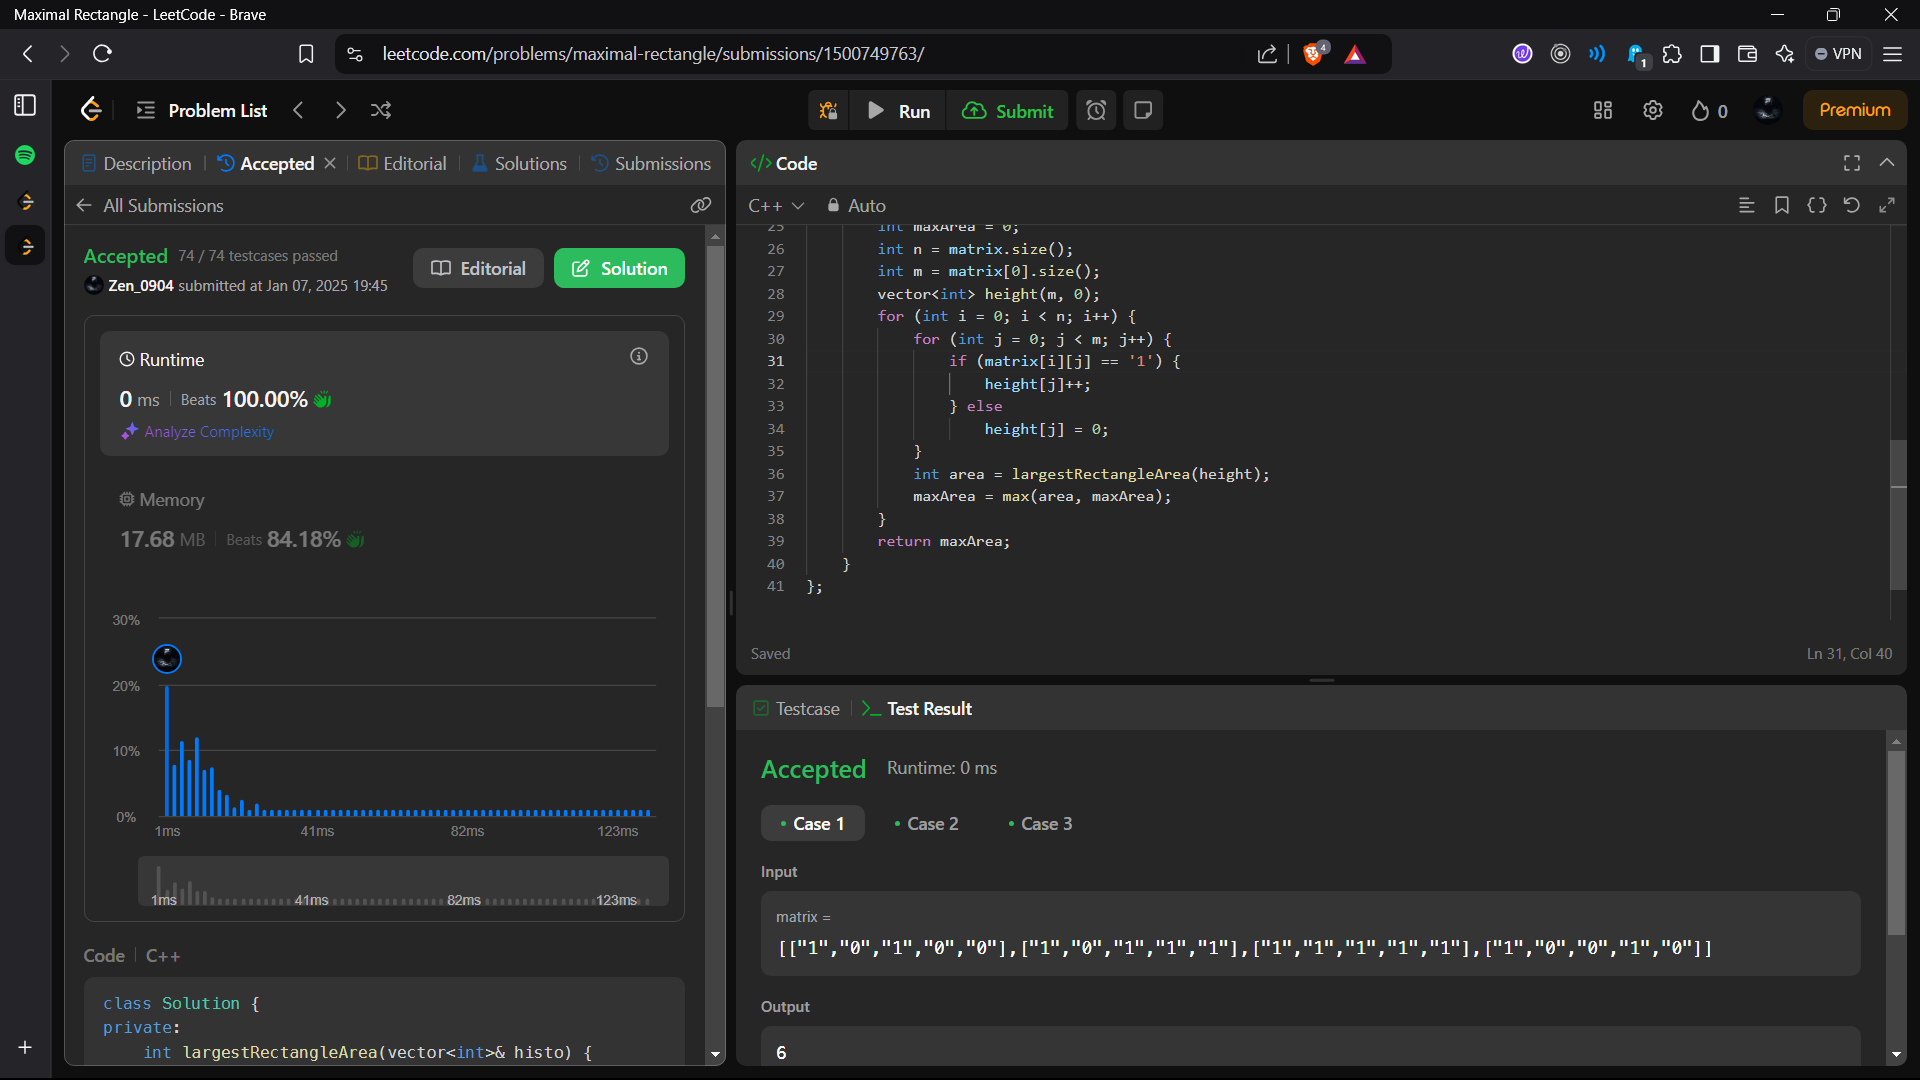 Maximal Rectangle - LeetCode - Brave
leetcode.com/problems/maximal-rectangle/submissions/1500749763/
4
1
VPN
Problem List
Run
Submit
0
Premium
Description
Accepted
Editorial
Solutions
Submissions
All Submissions
Accepted 74 / 74 testcases passed
Zen_0904 submitted at Jan 07, 2025 19:45
Editorial
Solution
Runtime
0 ms
Beats 100.00%
Analyze Complexity
Memory
17.68 MB
Beats 84.18%
30%
20%
10%
0%
1ms 41ms 82ms 123ms
1ms 41ms 82ms 123ms
Code
C++
class Solution {
private:
int largestRectangleArea(vector<int>& histo) {
</> Code
C++
Auto
25 int maxArea = 0;
26 int n = matrix.size();
27 int m = matrix[0].size();
28 vector<int> height(m, 0);
29 for (int i = 0; i < n; i++) {
30 for (int j = 0; j < m; j++) {
31 if (matrix[i][j] == '1') {
32 height[j]++;
33 } else
34 height[j] = 0;
35 }
36 int area = largestRectangleArea(height);
37 maxArea = max(area, maxArea);
38 }
39 return maxArea;
40 }
41 };
Saved
Ln 31, Col 40
Testcase
>_ Test Result
Accepted
Runtime: 0 ms
Case 1
Case 2
Case 3
Input
matrix =
[["1","0","1","0","0"],["1","0","1","1","1"],["1","1","1","1","1"],["1","0","0","1","0"]]
Output
6